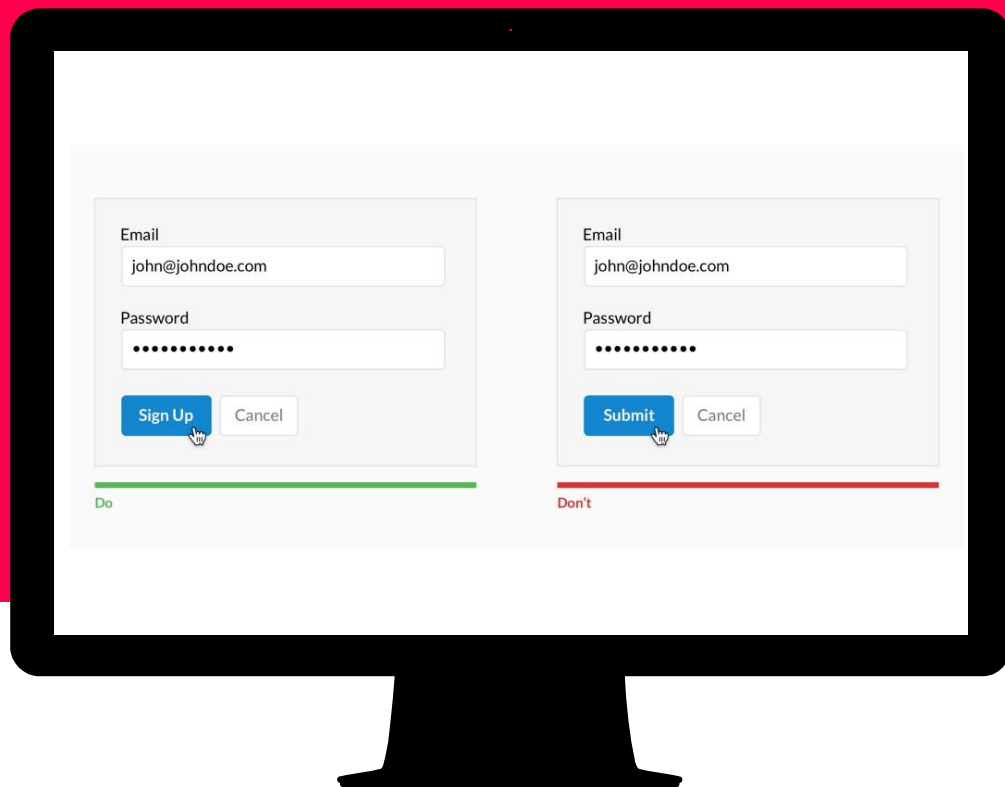 Email
john@johndoe.com
Password
•••••••••••
Sign Up
Cancel
Do
Email
john@johndoe.com
Password
•••••••••••
Submit
Cancel
Don't